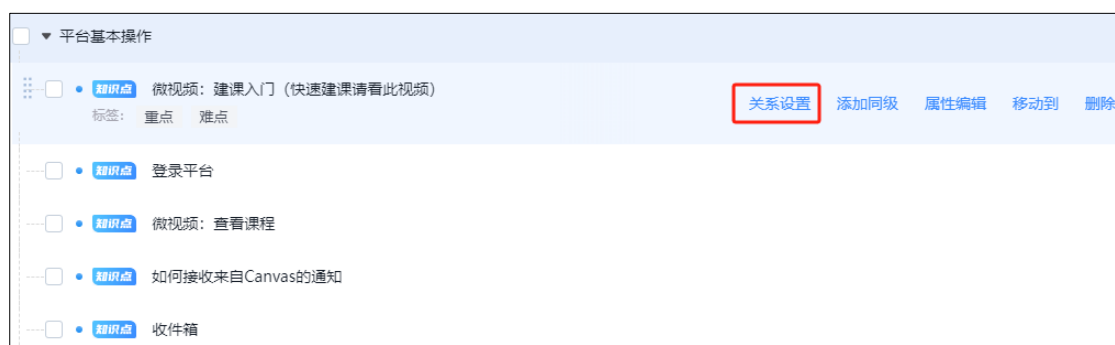 平台基本操作
知识点 微视频：建课入门（快速建课请看此视频）
关系设置 添加同级 属性编辑 移动到 删除
标签： 重点 难点
知识点 登录平台
知识点 微视频：查看课程
知识点 如何接收来自Canvas的通知
知识点 收件箱